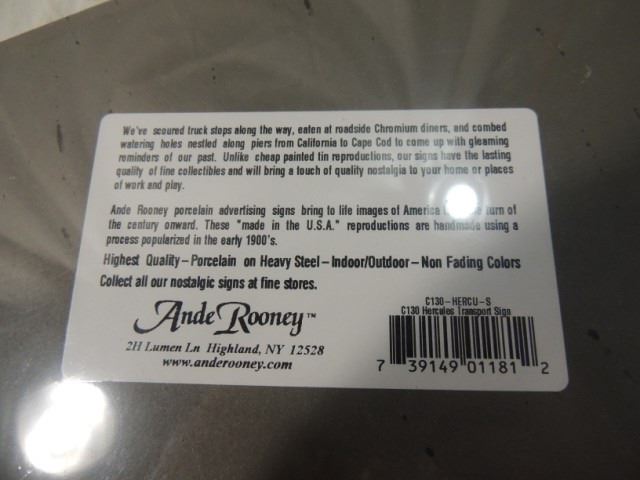 We've scoured truck stops along the way, eaten at roadside Chromium diners, and combed
watering holes nestled along piers from California to Cape Cod to come up with gleaming
reminders of our past. Unlike cheap painted tin reproductions, our signs have the lasting
quality of fine collectibles and will bring a touch of quality nostalgia to your home or places
of work and play.
Ande Rooney porcelain advertising signs bring to life images of America turn of
the century onward. These "made in the U.S.A." reproductions are handmade using a
process popularized in the early 1900's.
Highest Quality – Porcelain on Heavy Steel – Indoor/Outdoor – Non Fading Colors
Collect all our nostalgic signs at fine stores.
Ande Rooney™
2H Lumen Ln Highland, NY 12528
www.anderooney.com
C130-HERCU-S
C130 Hercules Transport Sign
7 39149 01181 2